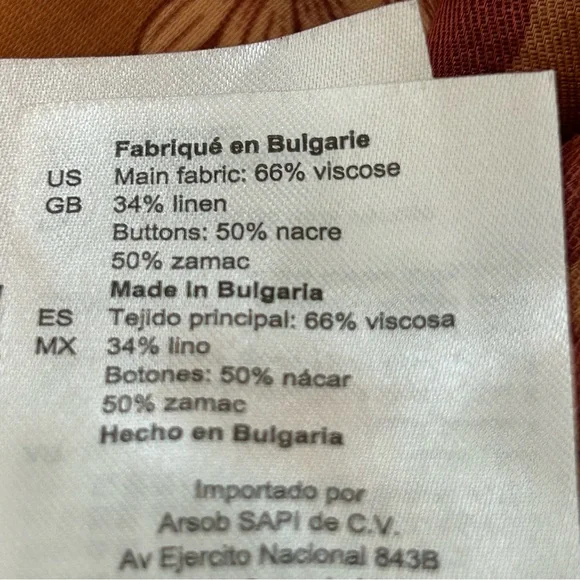 Fabriqué en Bulgarie
US Main fabric: 66% viscose
GB 34% linen
Buttons: 50% nacre
50% zamac
Made in Bulgaria
ES Tejido principal: 66% viscosa
MX 34% lino
Botones: 50% nácar
50% zamac
Hecho en Bulgaria
Importado por
Arsob SAPI de C.V.
Av Ejercito Nacional 843B